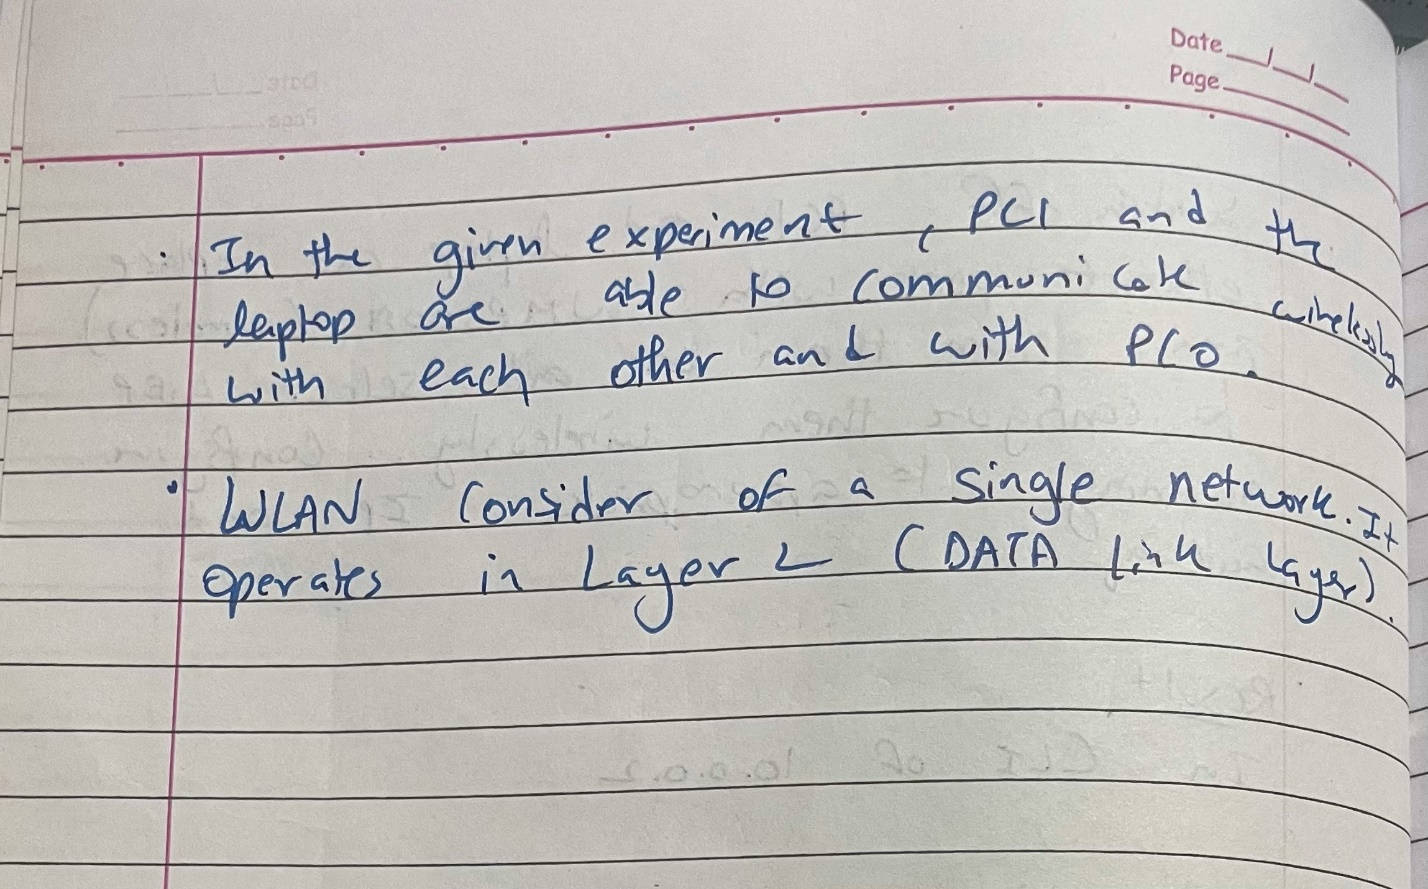 Date
Page
In the given experiment, PC1 and the
laptop are able to communicate wirelessly
with each other and with PC0.
WLAN Consider of a single network. It
operates in Layer 2 (DATA Link Layer).